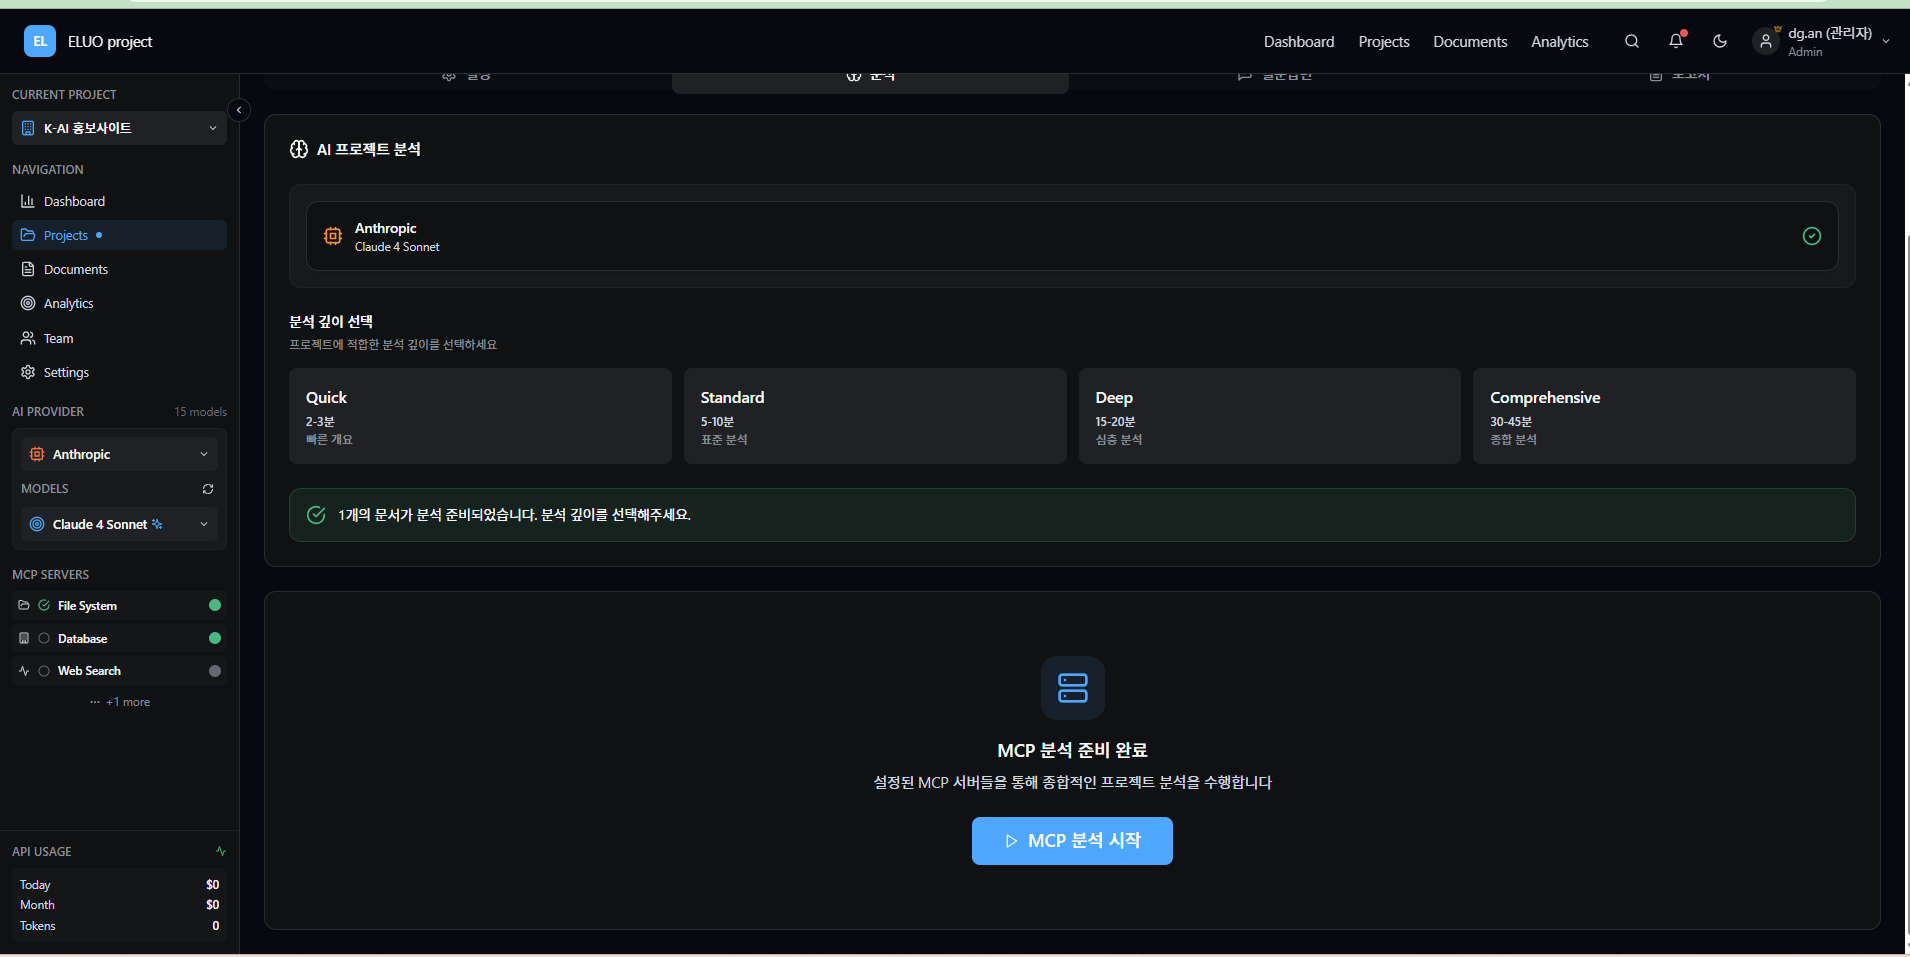 EL
ELUO project
Dashboard
Projects
Documents
Analytics
dg.an (관리자)
Admin
CURRENT PROJECT
K-AI 홍보사이트
NAVIGATION
Dashboard
Projects
Documents
Analytics
Team
Settings
AI PROVIDER
15 models
Anthropic
MODELS
Claude 4 Sonnet
MCP SERVERS
File System
Database
Web Search
··· +1 more
API USAGE
Today $0
Month $0
Tokens 0
분석
AI 프로젝트 분석
Anthropic
Claude 4 Sonnet
분석 깊이 선택
프로젝트에 적합한 분석 깊이를 선택하세요
Quick
2-3분
빠른 개요
Standard
5-10분
표준 분석
Deep
15-20분
심층 분석
Comprehensive
30-45분
종합 분석
1개의 문서가 분석 준비되었습니다. 분석 깊이를 선택해주세요.
MCP 분석 준비 완료
설정된 MCP 서버들을 통해 종합적인 프로젝트 분석을 수행합니다
MCP 분석 시작